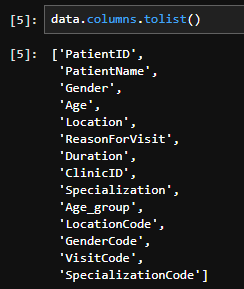 [5]: data.columns.tolist()
[5]: ['PatientID',
'PatientName',
'Gender',
'Age',
'Location',
'ReasonForVisit',
'Duration',
'ClinicID',
'Specialization',
'Age_group',
'LocationCode',
'GenderCode',
'VisitCode',
'SpecializationCode']